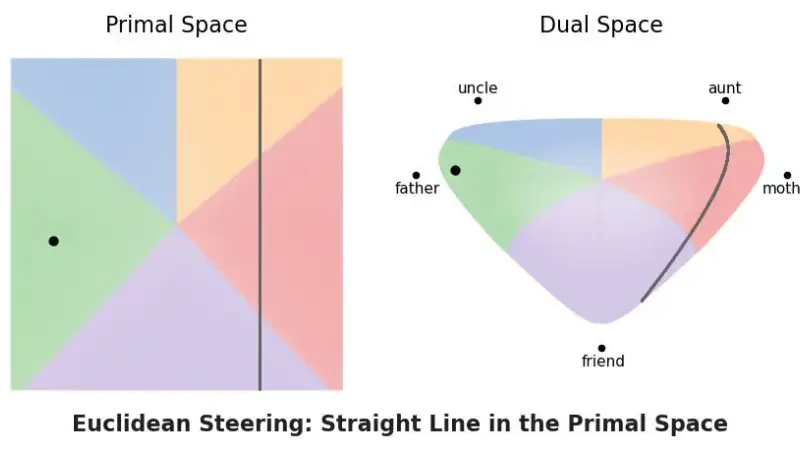 Primal Space
Dual Space
uncle
aunt
father
moth
friend
Euclidean Steering: Straight Line in the Primal Space